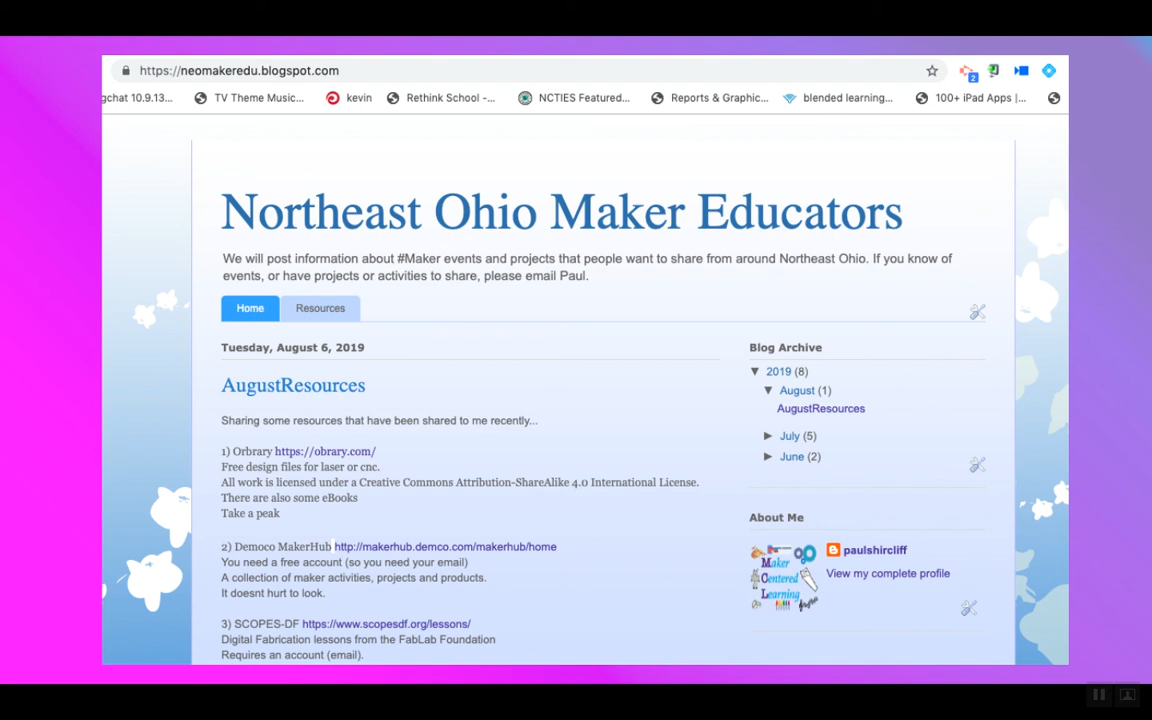 https://neomakeredu.blogspot.com
2
gchat 10.9.13... TV Theme Music... kevin Rethink School -... NCTIES Featured... Reports & Graphic... blended learning... 100+ iPad Apps |...
Northeast Ohio Maker Educators
We will post information about #Maker events and projects that people want to share from around Northeast Ohio. If you know of
events, or have projects or activities to share, please email Paul.
Home Resources
Tuesday, August 6, 2019
AugustResources
Sharing some resources that have been shared to me recently...
1) Orbrary https://obrary.com/
Free design files for laser or cnc.
All work is licensed under a Creative Commons Attribution-ShareAlike 4.0 International License.
There are also some eBooks
Take a peak
2) Democo MakerHub http://makerhub.demco.com/makerhub/home
You need a free account (so you need your email)
A collection of maker activities, projects and products.
It doesnt hurt to look.
3) SCOPES-DF https://www.scopesdf.org/lessons/
Digital Fabrication lessons from the FabLab Foundation
Requires an account (email).
Blog Archive
▼ 2019 (8)
▼ August (1)
AugustResources
► July (5)
► June (2)
About Me
Maker
Centered
Learning
paulshircliff
View my complete profile